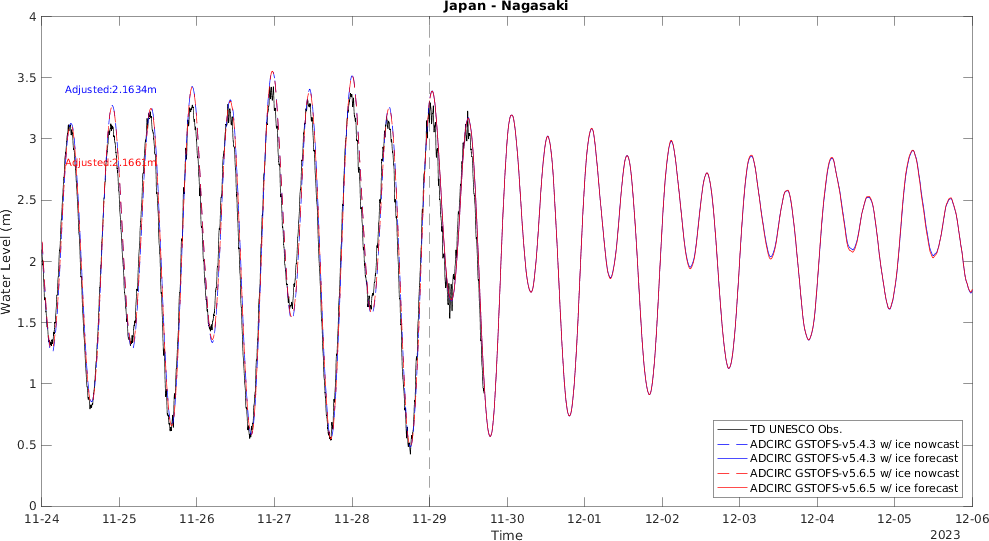 Japan - Nagasaki
4
3.5
3
2.5
2
1.5
1
0.5
0
Water Level (m)
Adjusted:2.1634m
Adjusted:2.1661m
TD UNESCO Obs.
ADCIRC GSTOFS-v5.4.3 w/ ice nowcast
ADCIRC GSTOFS-v5.4.3 w/ ice forecast
ADCIRC GSTOFS-v5.6.5 w/ ice nowcast
ADCIRC GSTOFS-v5.6.5 w/ ice forecast
11-24 11-25 11-26 11-27 11-28 11-29 11-30 12-01 12-02 12-03 12-04 12-05 12-06
Time
2023